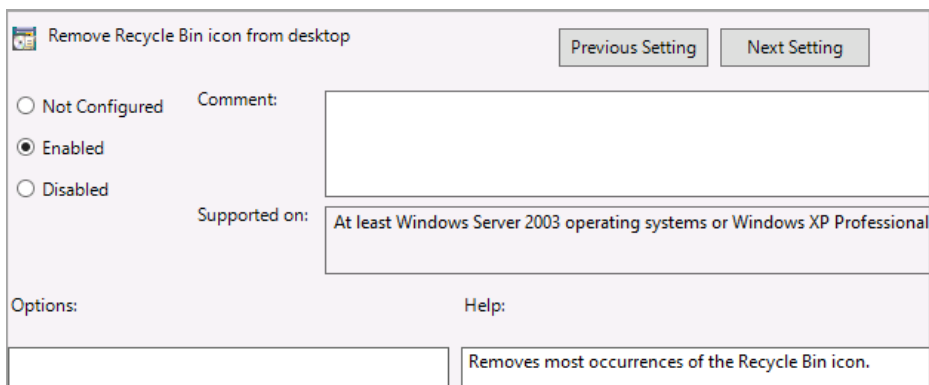 Remove Recycle Bin icon from desktop
Previous Setting
Next Setting
Not Configured
Comment:
Enabled
Disabled
Supported on:
At least Windows Server 2003 operating systems or Windows XP Professional
Options:
Help:
Removes most occurrences of the Recycle Bin icon.